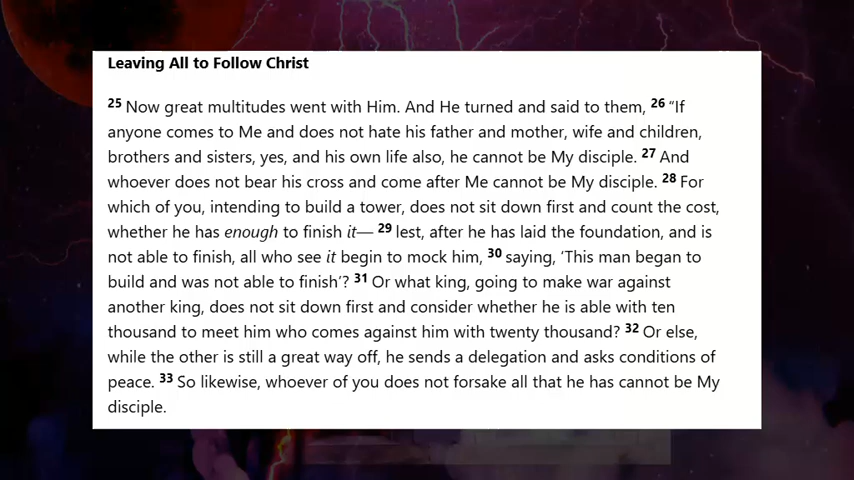 Leaving All to Follow Christ
25 Now great multitudes went with Him. And He turned and said to them, 26 “If
anyone comes to Me and does not hate his father and mother, wife and children,
brothers and sisters, yes, and his own life also, he cannot be My disciple. 27 And
whoever does not bear his cross and come after Me cannot be My disciple. 28 For
which of you, intending to build a tower, does not sit down first and count the cost,
whether he has enough to finish it— 29 lest, after he has laid the foundation, and is
not able to finish, all who see it begin to mock him, 30 saying, ‘This man began to
build and was not able to finish’? 31 Or what king, going to make war against
another king, does not sit down first and consider whether he is able with ten
thousand to meet him who comes against him with twenty thousand? 32 Or else,
while the other is still a great way off, he sends a delegation and asks conditions of
peace. 33 So likewise, whoever of you does not forsake all that he has cannot be My
disciple.